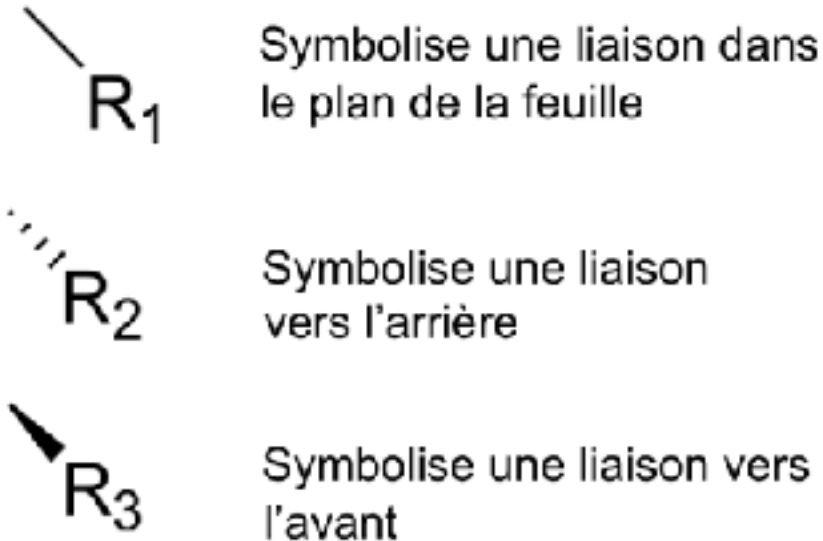 R1
Symbolise une liaison dans
le plan de la feuille
R2
Symbolise une liaison
vers l'arrière
R3
Symbolise une liaison vers
l'avant